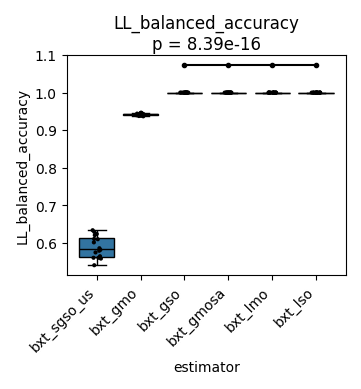 LL_balanced_accuracy
p = 8.39e-16
LL_balanced_accuracy
1.1
1.0
0.9
0.8
0.7
0.6
bxt_sgso_us
bxt_gmo
bxt_gso
bxt_gmosa
bxt_lmo
bxt_lso
estimator